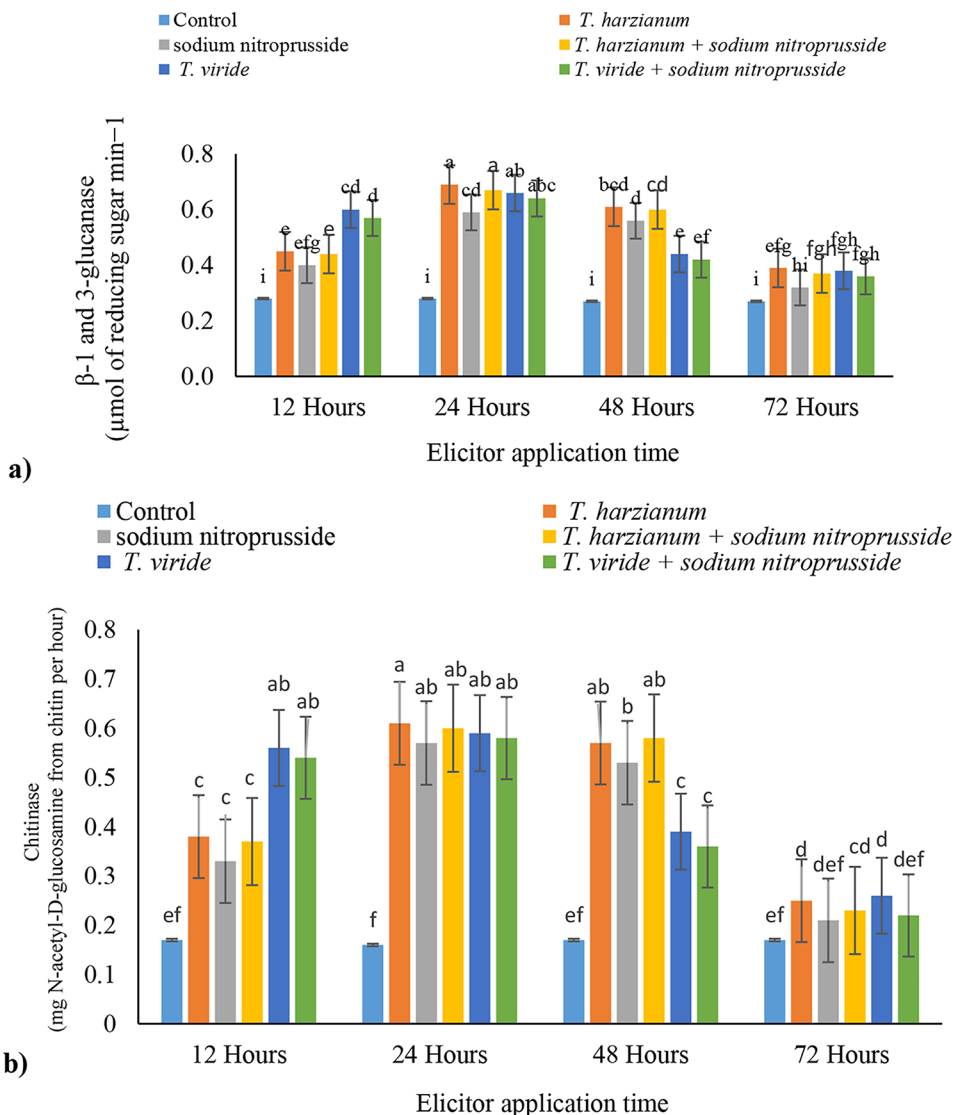 Control
T. harzianum
sodium nitroprusside
T. harzianum + sodium nitroprusside
T. viride
T. viride + sodium nitroprusside
β-1 and 3-glucanase
(μmol of reducing sugar min−1
0.8
0.6
0.4
0.2
0.0
i e efg e cd d
i a cd a ab abc
i bcd d cd e ef
i efg hi fgh fgh fgh
12 Hours 24 Hours 48 Hours 72 Hours
Elicitor application time
a)
Control
T. harzianum
sodium nitroprusside
T. harzianum + sodium nitroprusside
T. viride
T. viride + sodium nitroprusside
Chitinase
(mg N-acetyl-D-glucosamine from chitin per hour)
0.8
0.7
0.6
0.5
0.4
0.3
0.2
0.1
0
ef c c c ab ab
f a ab ab ab ab
ef ab b ab c c
ef d def cd d def
12 Hours 24 Hours 48 Hours 72 Hours
Elicitor application time
b)